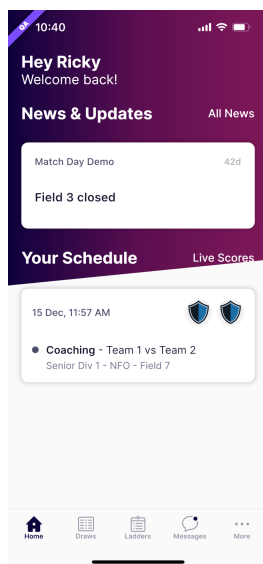 QA
10:40
Hey Ricky
Welcome back!
News & Updates
All News
Match Day Demo
42d
Field 3 closed
Your Schedule
Live Scores
15 Dec, 11:57 AM
Coaching - Team 1 vs Team 2
Senior Div 1 - NFO - Field 7
Home
Draws
Ladders
Messages
More